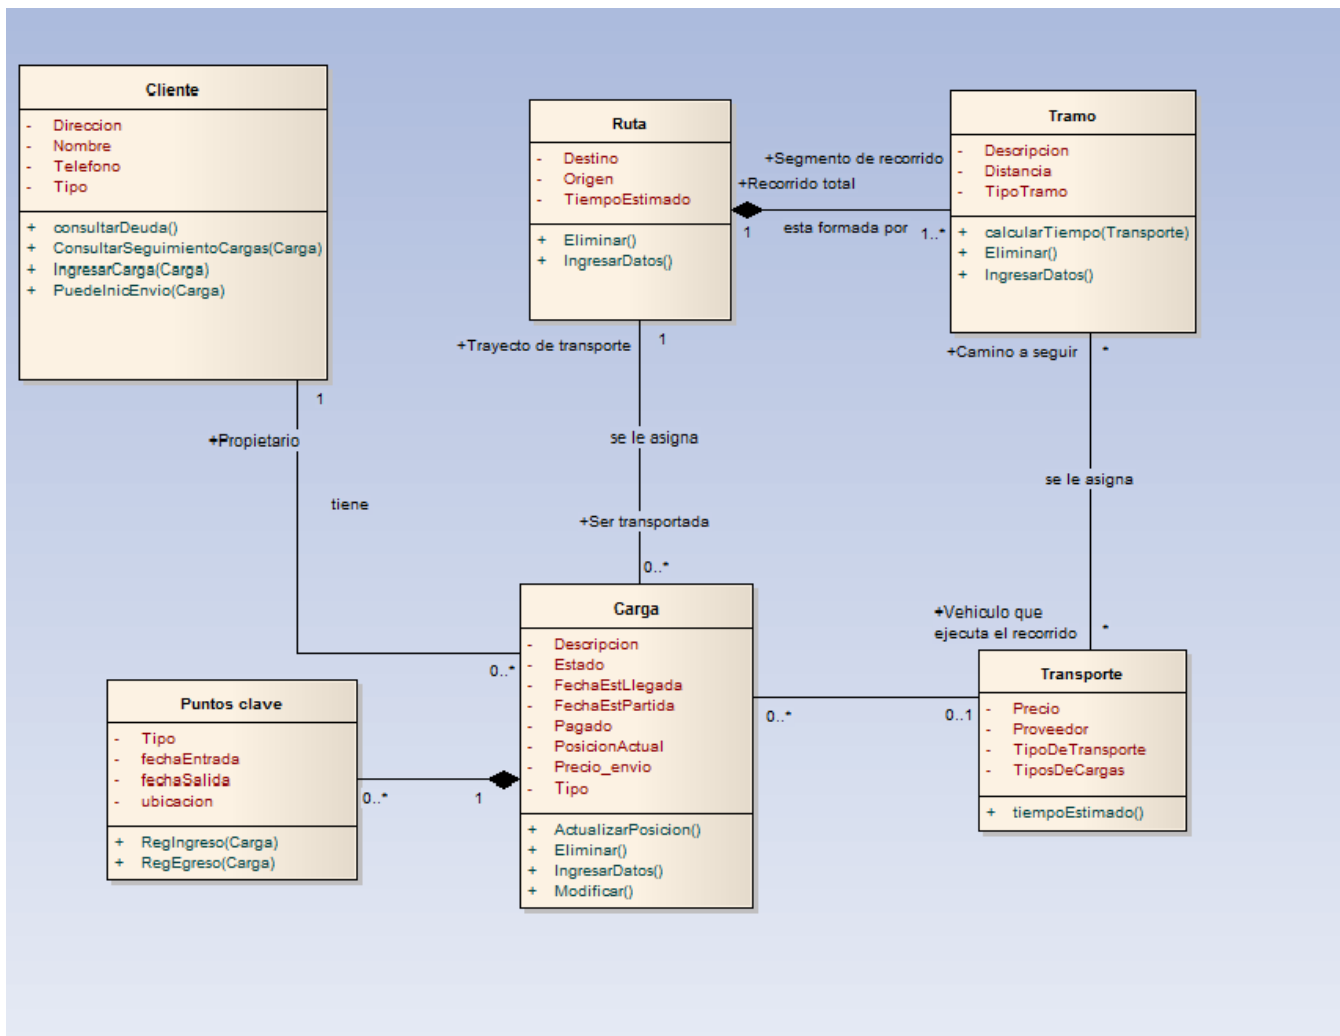 Cliente
- Direccion
- Nombre
- Telefono
- Tipo
+ consultarDeuda()
+ ConsultarSeguimientoCargas(Carga)
+ IngresarCarga(Carga)
+ PuedeInicEnvio(Carga)
Ruta
- Destino
- Origen
- TiempoEstimado
+ Eliminar()
+ IngresarDatos()
Tramo
- Descripcion
- Distancia
- TipoTramo
+ calcularTiempo(Transporte)
+ Eliminar()
+ IngresarDatos()
+Segmento de recorrido
+Recorrido total
1
esta formada por
1..*
+Trayecto de transporte
1
+Camino a seguir
*
1
+Propietario
se le asigna
se le asigna
tiene
+Ser transportada
0..*
+Vehiculo que
ejecuta el recorrido
*
0..*
Carga
- Descripcion
- Estado
- FechaEstLlegada
- FechaEstPartida
- Pagado
- PosicionActual
- Precio_envio
- Tipo
+ ActualizarPosicion()
+ Eliminar()
+ IngresarDatos()
+ Modificar()
Puntos clave
- Tipo
- fechaEntrada
- fechaSalida
- ubicacion
+ RegIngreso(Carga)
+ RegEgreso(Carga)
0..*
1
0..*
0..1
Transporte
- Precio
- Proveedor
- TipoDeTransporte
- TiposDeCargas
+ tiempoEstimado()